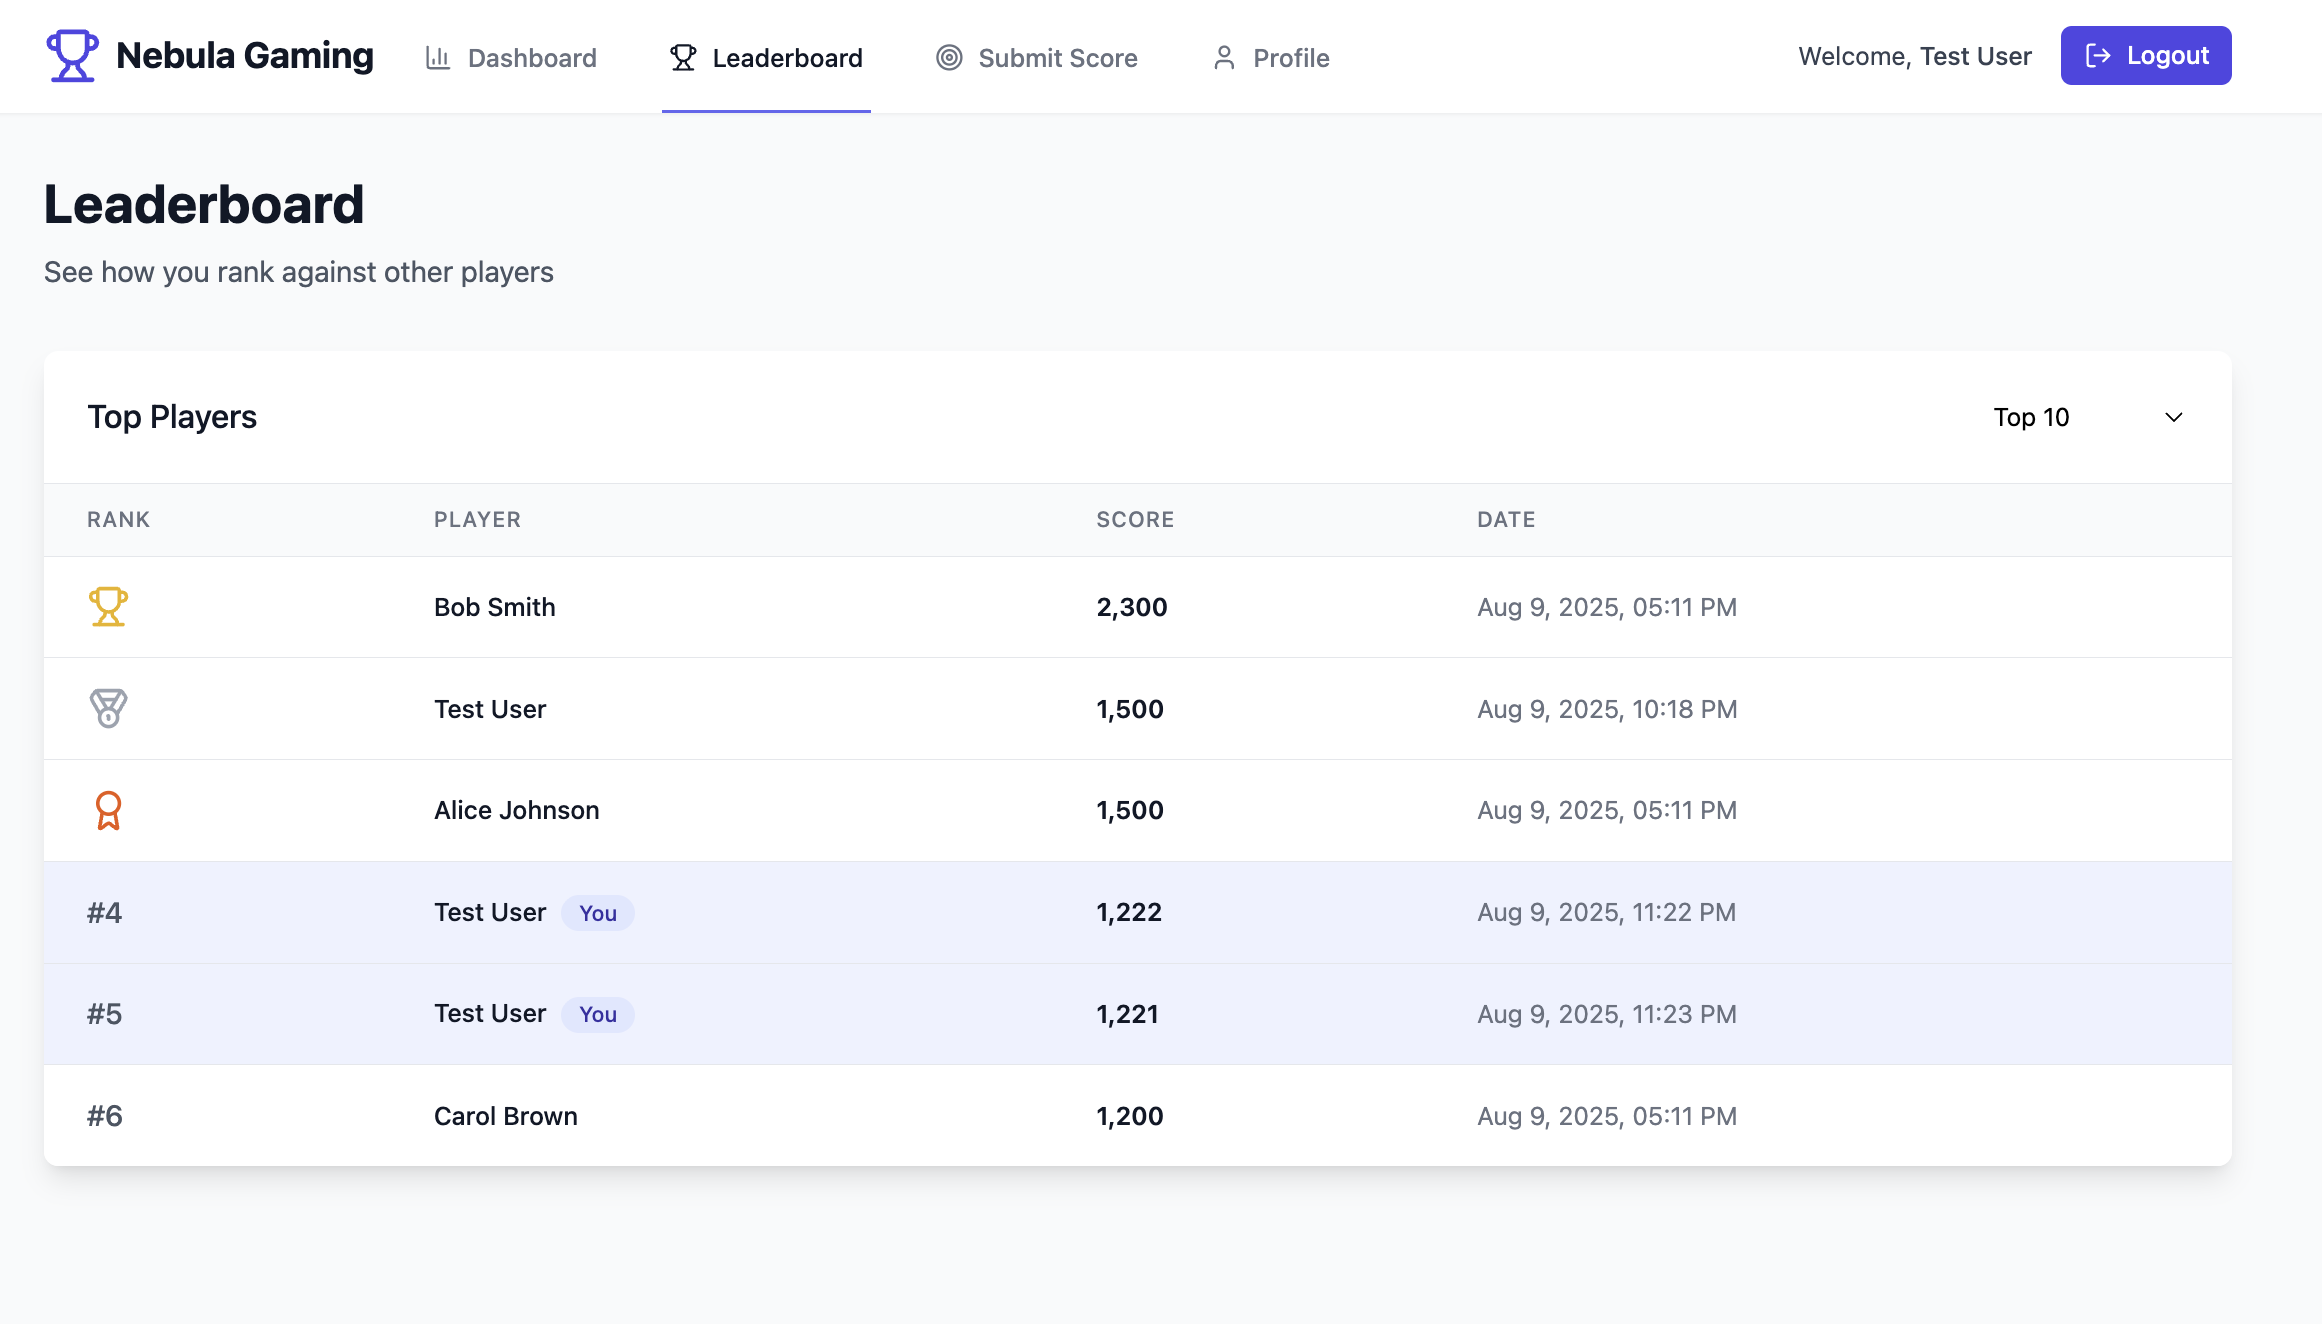 Nebula Gaming Dashboard Leaderboard Submit Score Profile Welcome, Test User Logout
Leaderboard
See how you rank against other players
Top Players Top 10
RANK PLAYER SCORE DATE
Bob Smith 2,300 Aug 9, 2025, 05:11 PM
Test User 1,500 Aug 9, 2025, 10:18 PM
Alice Johnson 1,500 Aug 9, 2025, 05:11 PM
#4 Test User You 1,222 Aug 9, 2025, 11:22 PM
#5 Test User You 1,221 Aug 9, 2025, 11:23 PM
#6 Carol Brown 1,200 Aug 9, 2025, 05:11 PM